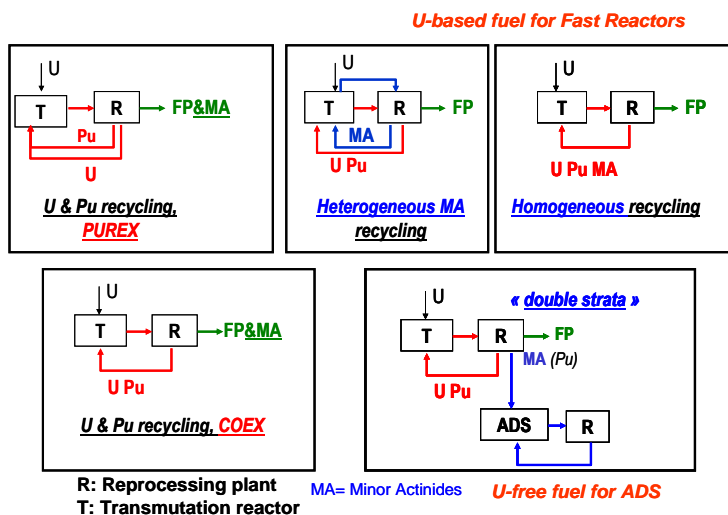 U-based fuel for Fast Reactors
U
T
R
FP&MA
Pu
U
U & Pu recycling,
PUREX
U
T
R
FP
MA
U Pu
Heterogeneous MA
recycling
U
T
R
FP
U Pu MA
Homogeneous recycling
U
T
R
FP&MA
U Pu
U & Pu recycling, COEX
« double strata »
U
T
R
FP
MA (Pu)
U Pu
ADS
R
R: Reprocessing plant
T: Transmutation reactor
MA= Minor Actinides
U-free fuel for ADS